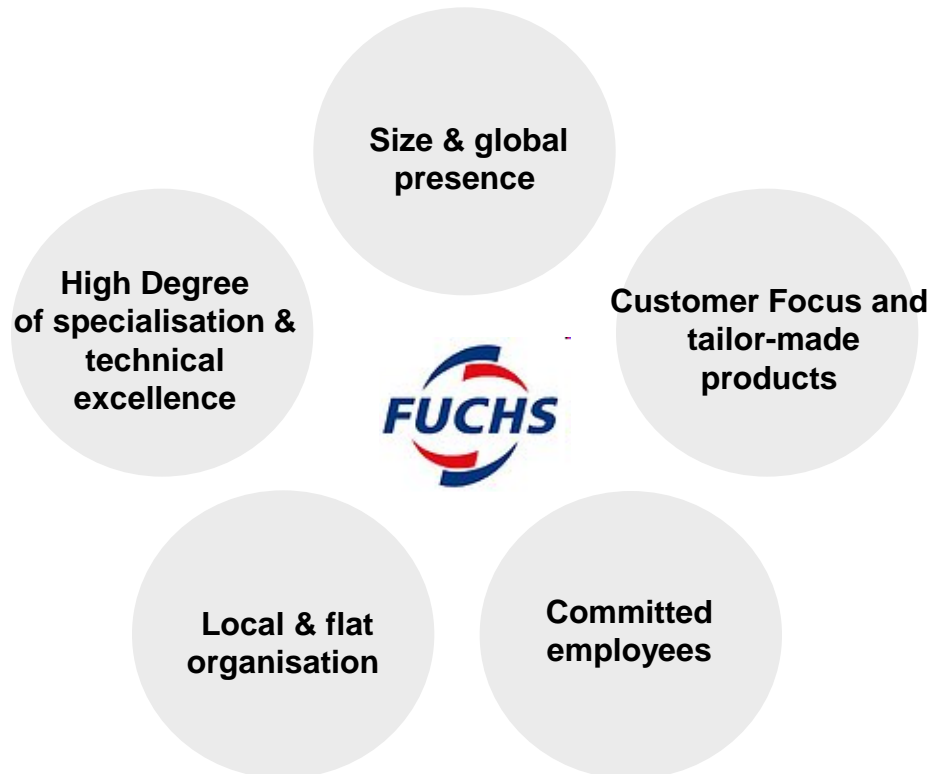 Size & global
presence
High Degree
of specialisation &
technical
excellence
Customer Focus and
tailor-made
products
FUCHS
Local & flat
organisation
Committed
employees